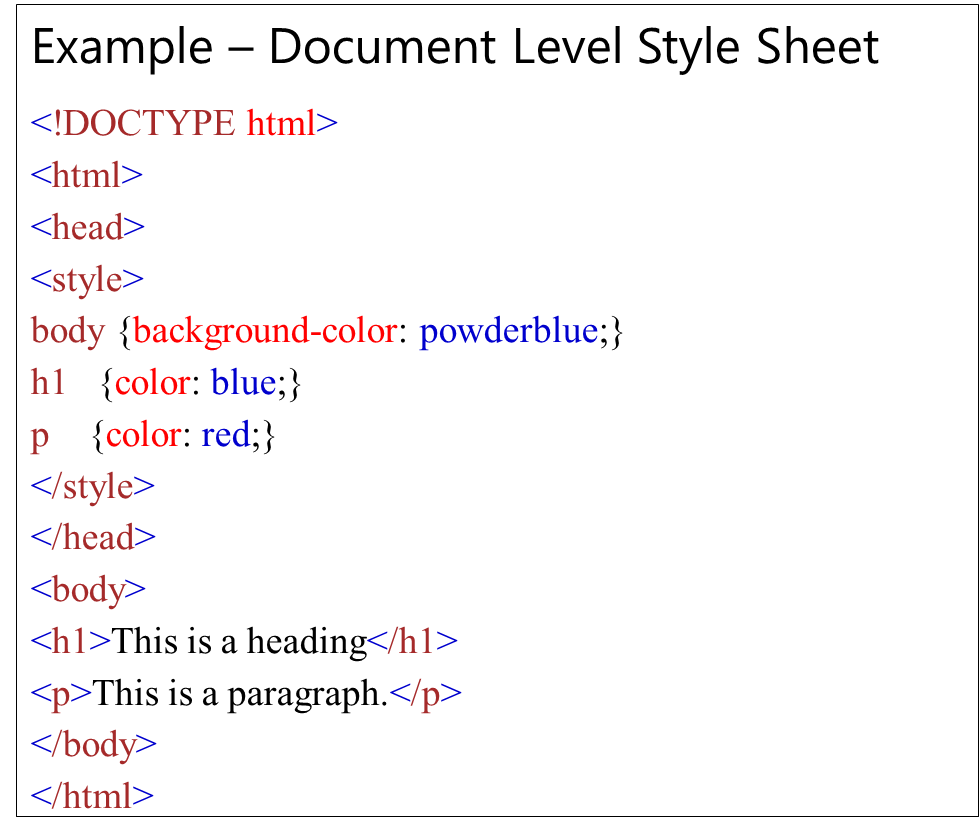 Example – Document Level Style Sheet
<!DOCTYPE html>
<html>
<head>
<style>
body {background-color: powderblue;}
h1 {color: blue;}
p {color: red;}
</style>
</head>
<body>
<h1>This is a heading</h1>
<p>This is a paragraph.</p>
</body>
</html>